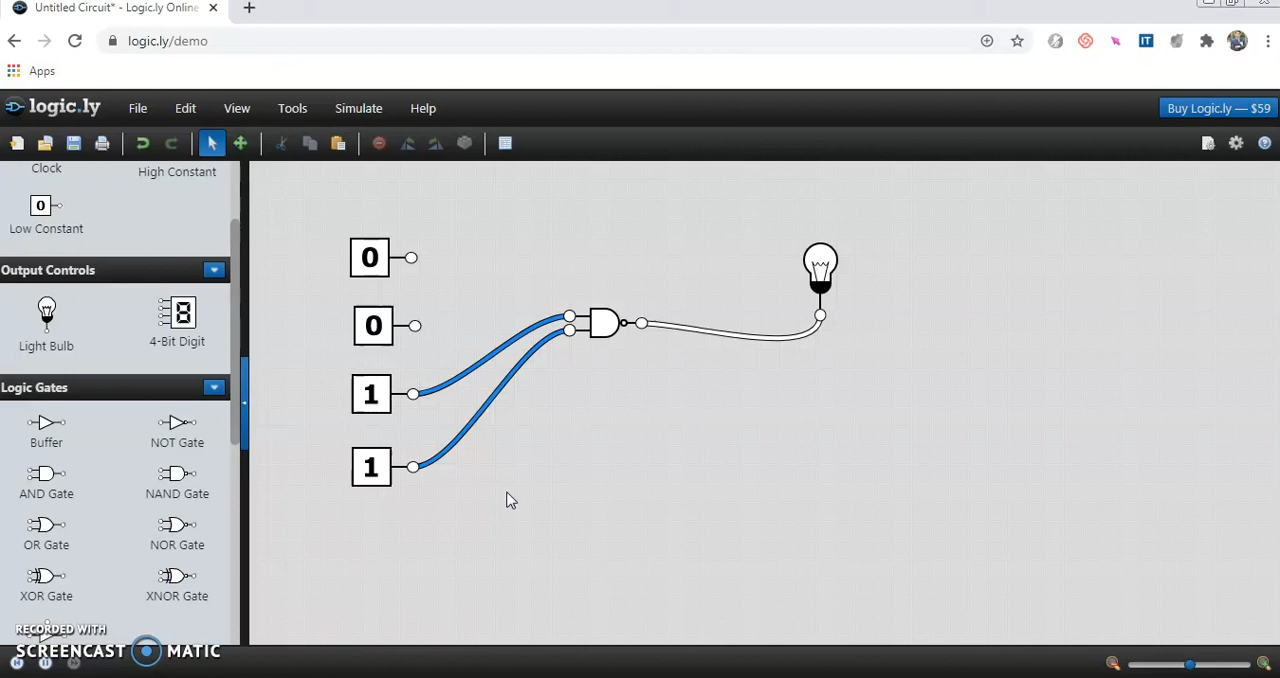 Untitled Circuit* - Logic.ly Online
logic.ly/demo
IT
Apps
logic.ly
File Edit View Tools Simulate Help
Buy Logic.ly — $59
Clock High Constant
0
Low Constant
Output Controls
8
Light Bulb 4-Bit Digit
Logic Gates
Buffer NOT Gate
AND Gate NAND Gate
OR Gate NOR Gate
XOR Gate XNOR Gate
0
0
1
1
RECORDED WITH
SCREENCAST MATIC